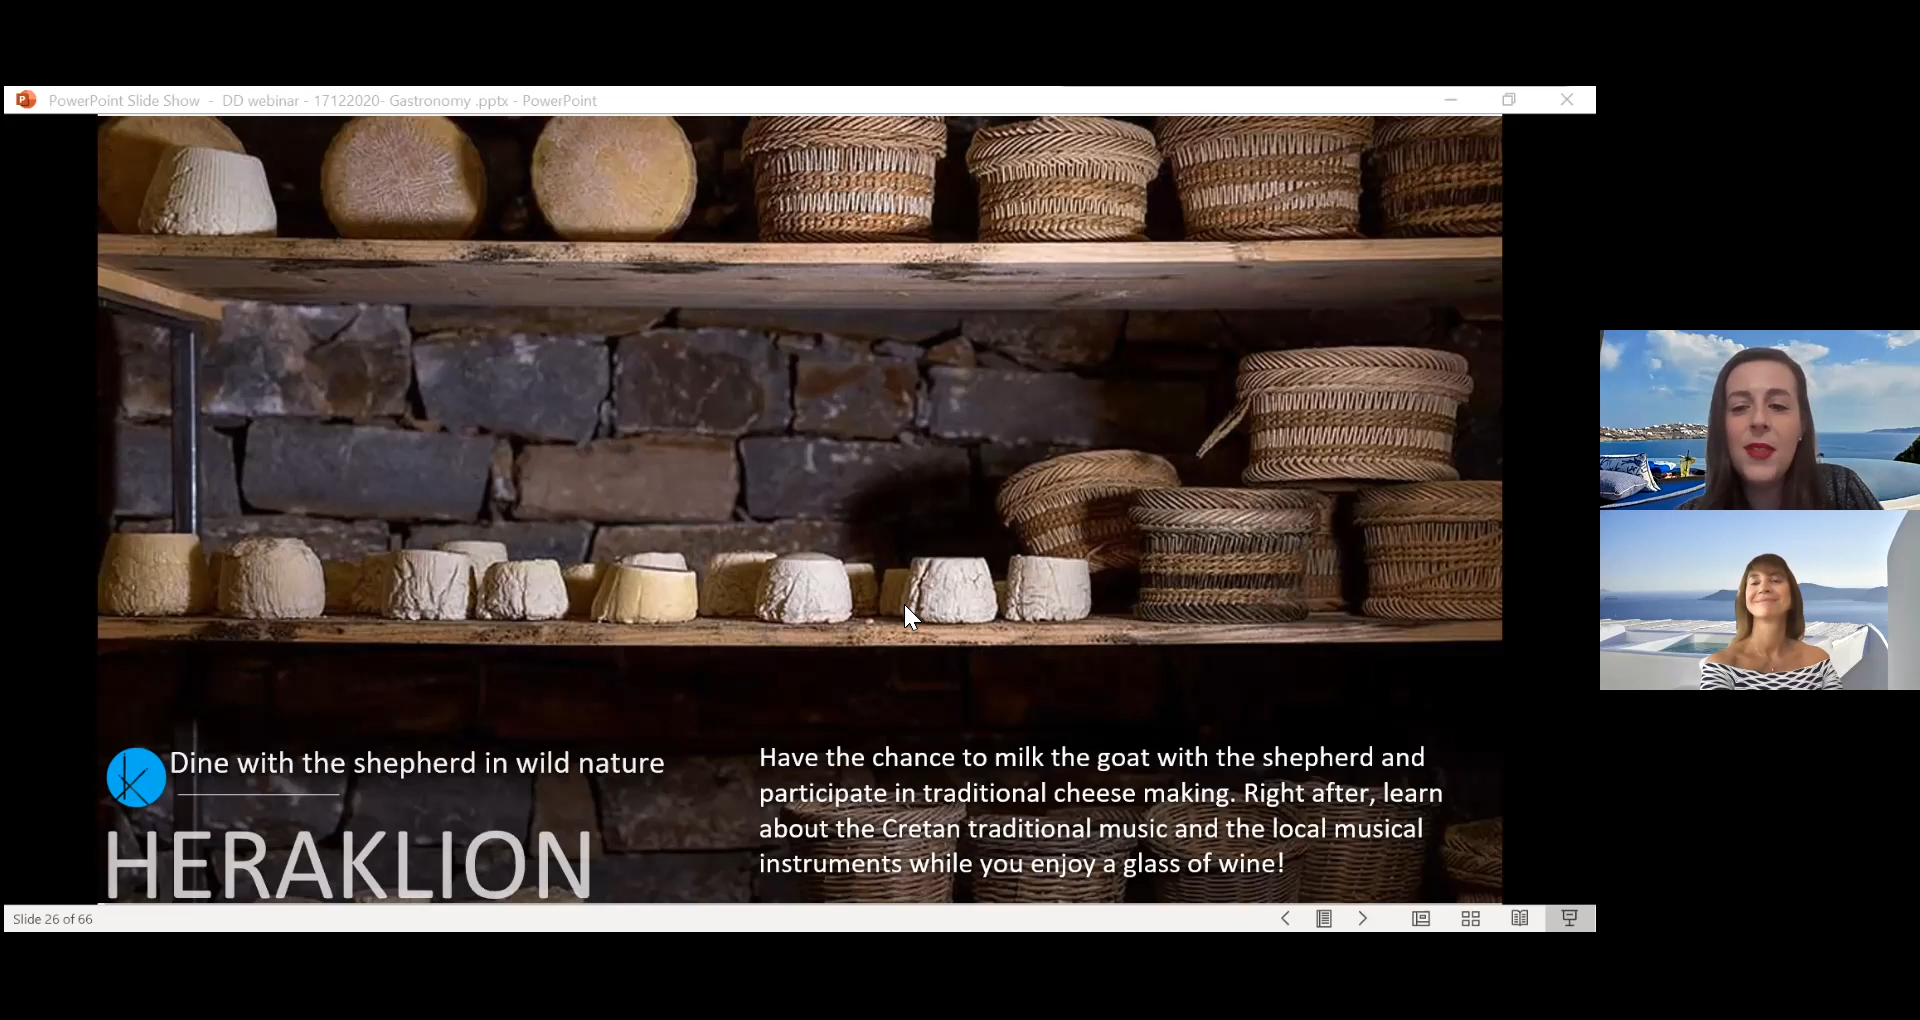 PowerPoint Slide Show - DD webinar - 17122020- Gastronomy .pptx - PowerPoint
Dine with the shepherd in wild nature
HERAKLION
Have the chance to milk the goat with the shepherd and
participate in traditional cheese making. Right after, learn
about the Cretan traditional music and the local musical
instruments while you enjoy a glass of wine!
Slide 26 of 66